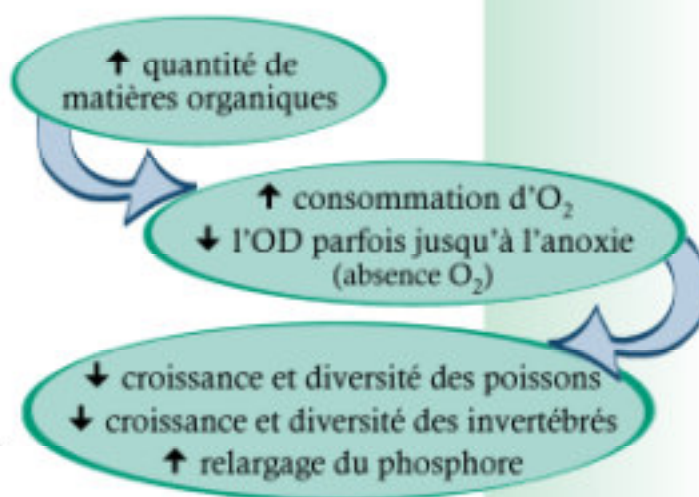 ↑ quantité de
matières organiques
↑ consommation d'O₂
↓ l'OD parfois jusqu'à l'anoxie
(absence O₂)
↓ croissance et diversité des poissons
↓ croissance et diversité des invertébrés
↑ relargage du phosphore